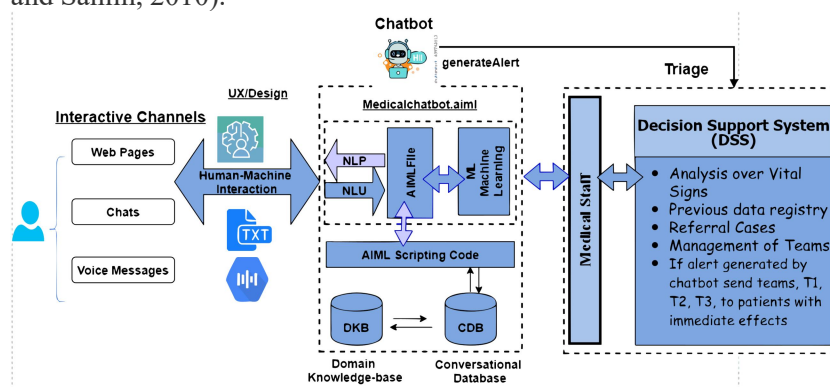 and Samim, 2016).
Chatbot
generateAlert
Triage
UX/Design
Medicalchatbot.aiml
Interactive Channels
Web Pages
Chats
Voice Messages
Human-Machine
Interaction
TXT
NLP
NLU
AIMLFile
ML
Machine
Learning
AIML Scripting Code
DKB
CDB
Domain
Knowledge-base
Conversational
Database
Medical Staff
Decision Support System
(DSS)
• Analysis over Vital
Signs
• Previous data registry
• Referral Cases
• Management of Teams
• If alert generated by
chatbot send teams, T1,
T2, T3, to patients with
immediate effects